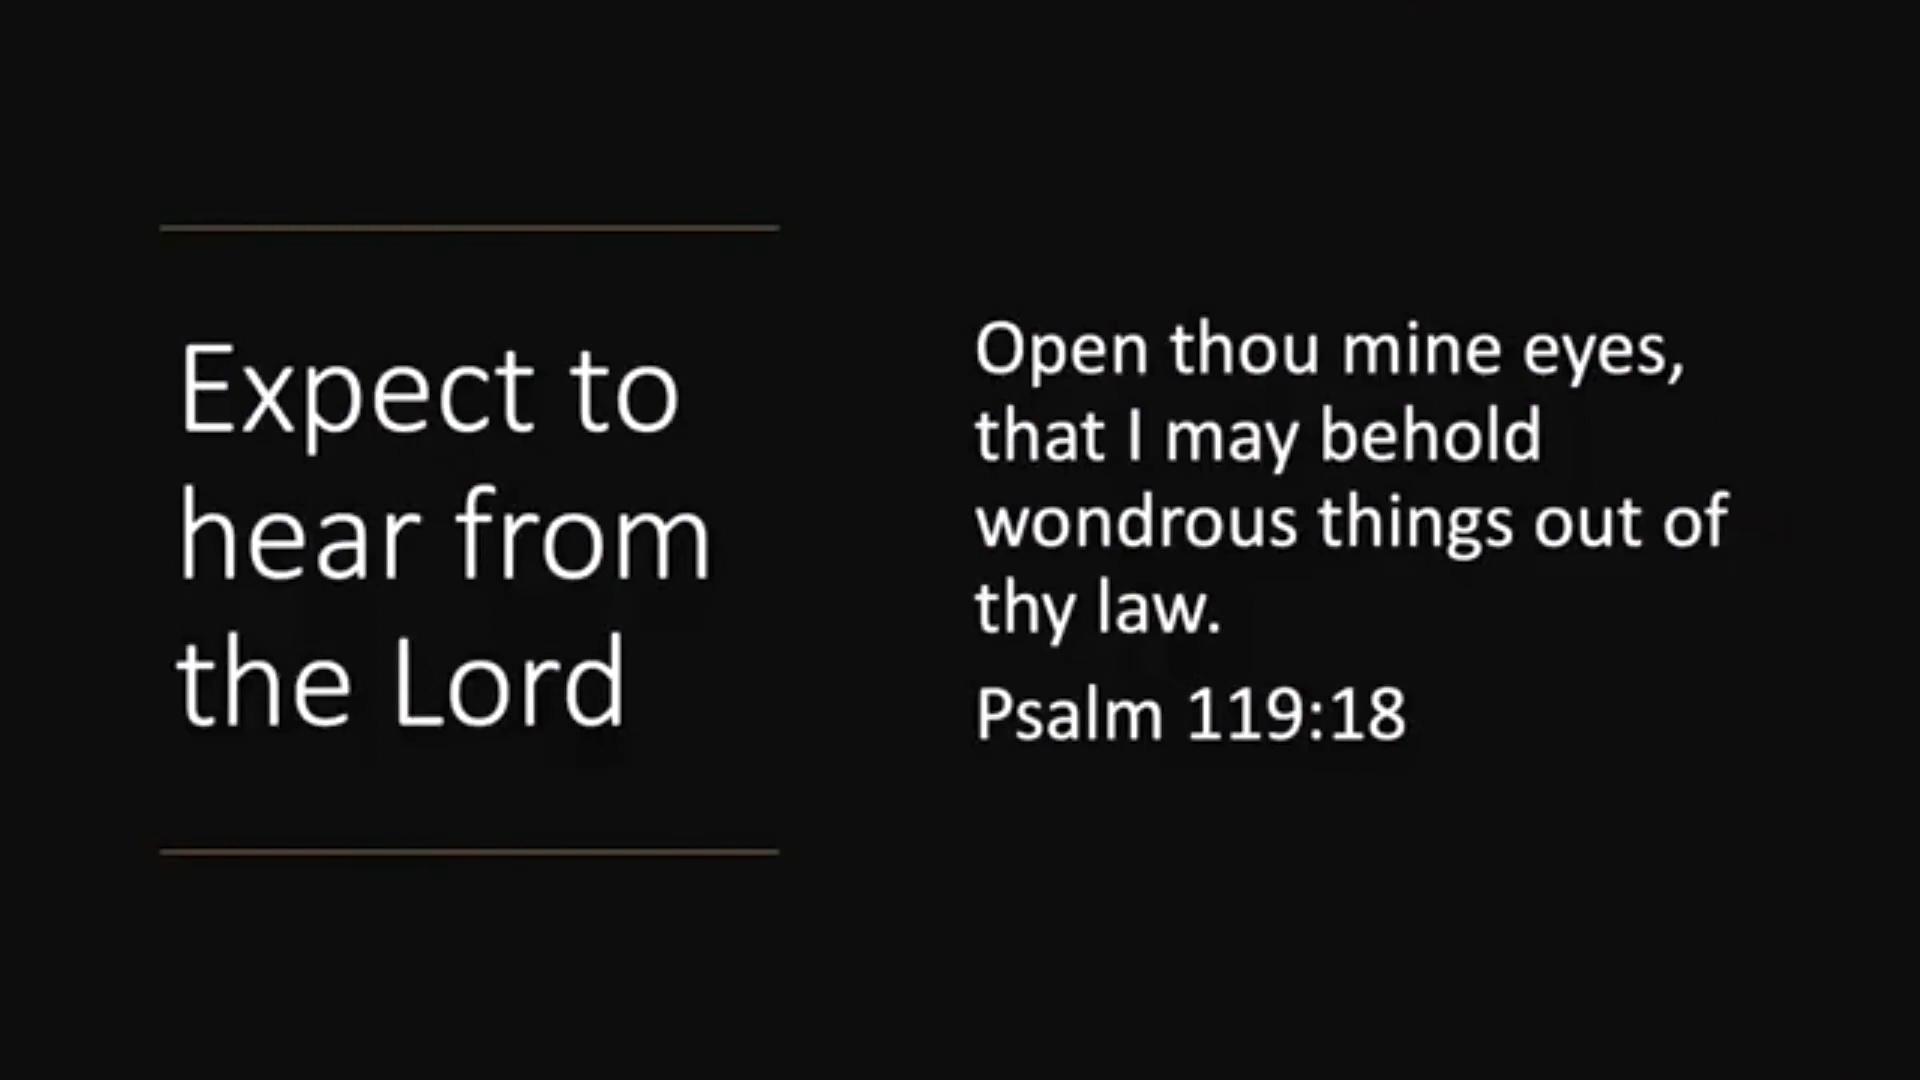 Expect to
hear from
the Lord
Open thou mine eyes,
that I may behold
wondrous things out of
thy law.
Psalm 119:18